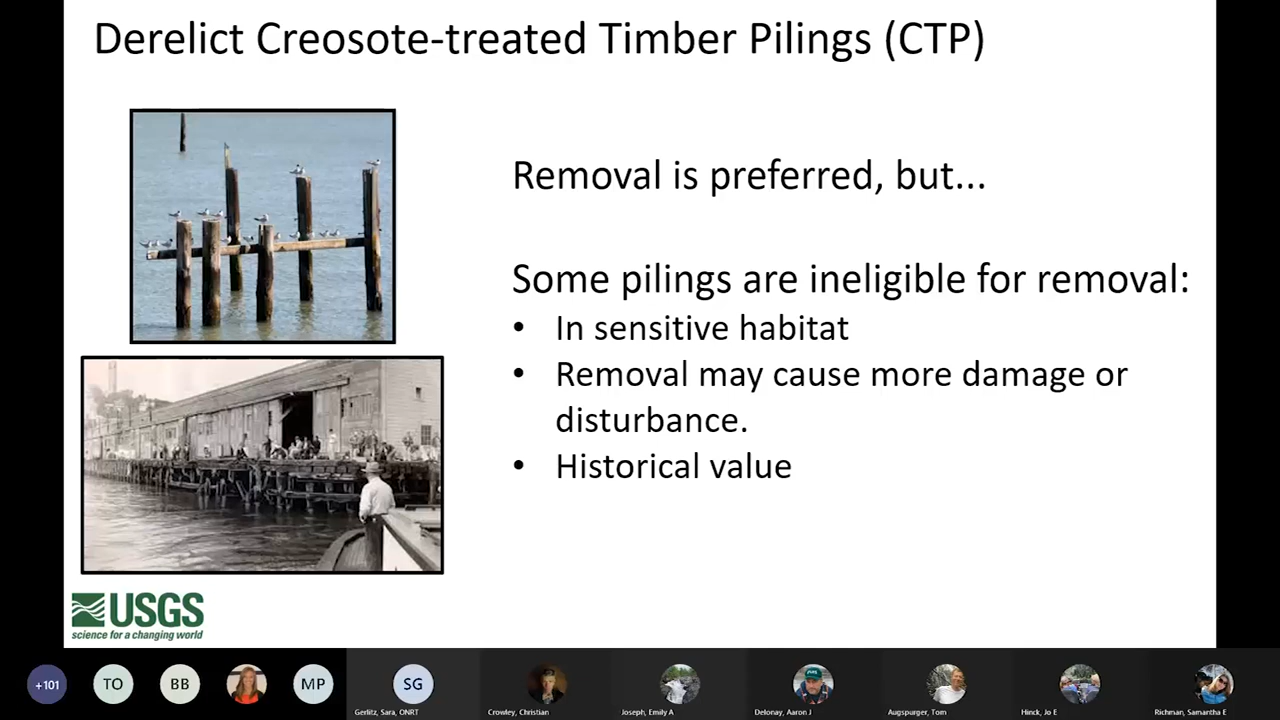 Derelict Creosote-treated Timber Pilings (CTP)
Removal is preferred, but...
Some pilings are ineligible for removal:
• In sensitive habitat
• Removal may cause more damage or
disturbance.
• Historical value
USGS
science for a changing world
+101
TO
BB
MP
SG
Gerlitz, Sara, ONRT
Crowley, Christian
Joseph, Emily A
Delonay, Aaron J
Augspurger, Tom
Hinck, Jo E
Richman, Samantha E